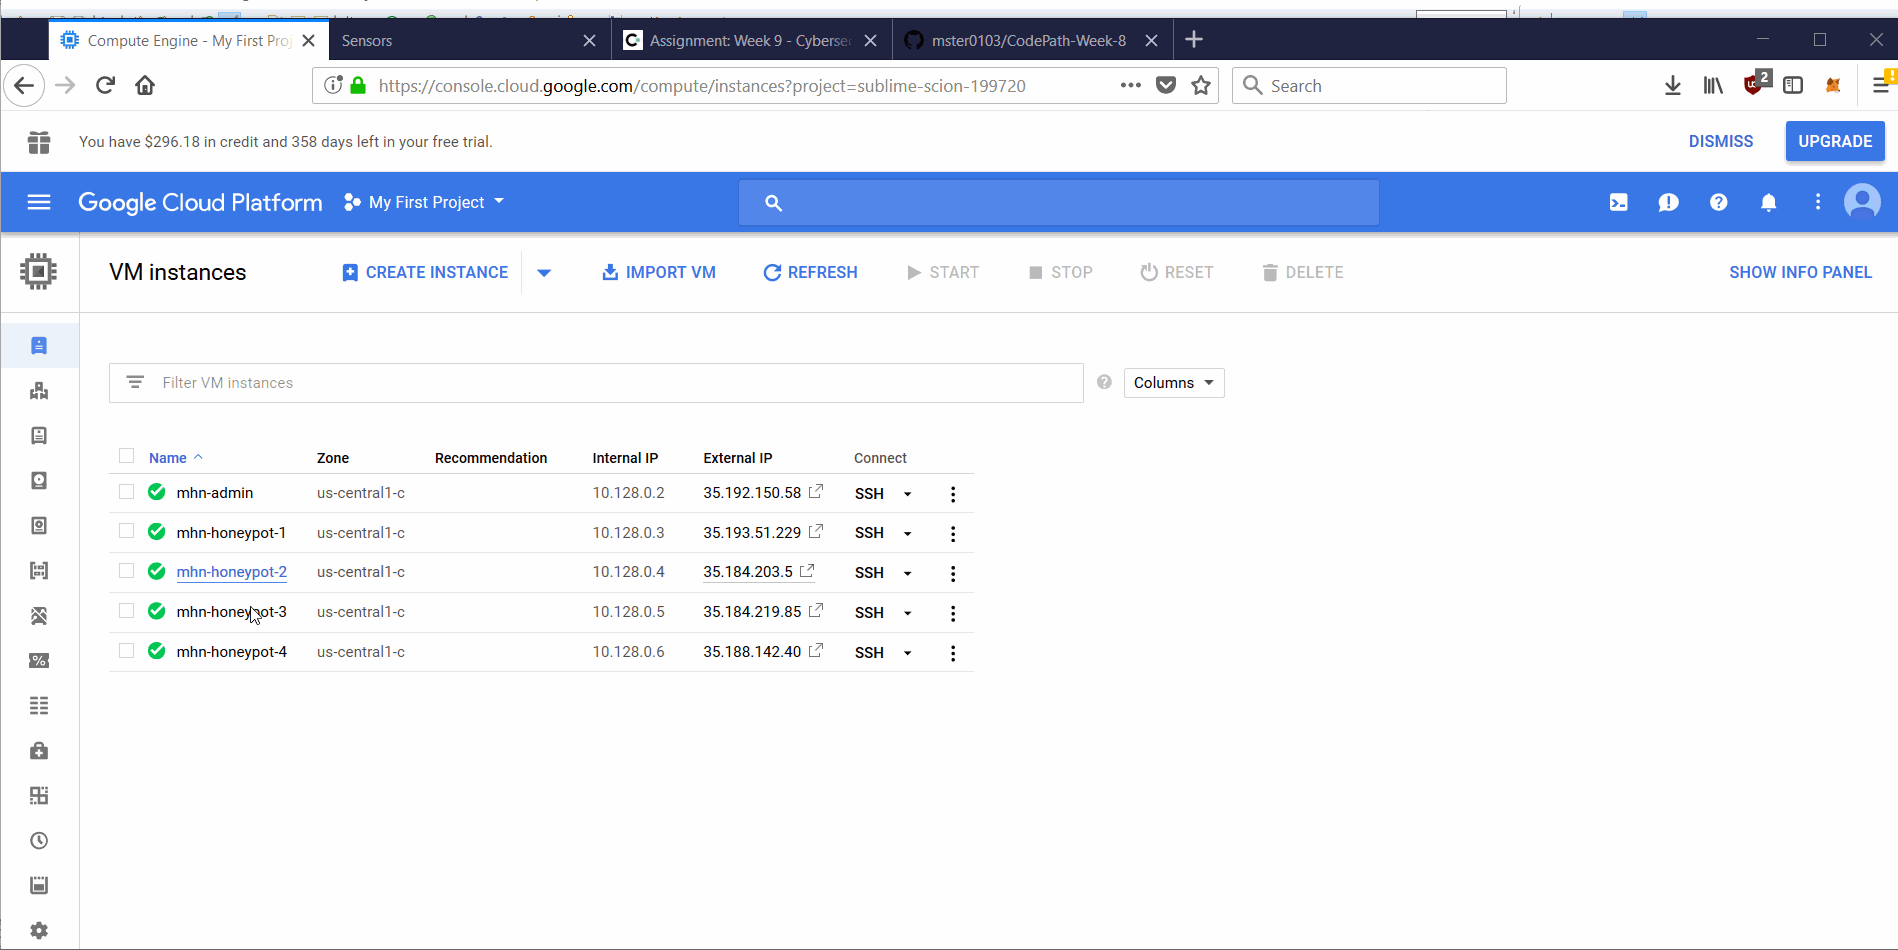 Compute Engine - My First Proj
Sensors
Assignment: Week 9 - Cyberse
mster0103/CodePath-Week-8
https://console.cloud.google.com/compute/instances?project=sublime-scion-199720
Search
2
You have $296.18 in credit and 358 days left in your free trial.
DISMISS
UPGRADE
Google Cloud Platform
My First Project
VM instances
CREATE INSTANCE
IMPORT VM
REFRESH
START
STOP
RESET
DELETE
SHOW INFO PANEL
Filter VM instances
Columns
Name Zone Recommendation Internal IP External IP Connect
mhn-admin us-central1-c 10.128.0.2 35.192.150.58 SSH
mhn-honeypot-1 us-central1-c 10.128.0.3 35.193.51.229 SSH
mhn-honeypot-2 us-central1-c 10.128.0.4 35.184.203.5 SSH
mhn-honeypot-3 us-central1-c 10.128.0.5 35.184.219.85 SSH
mhn-honeypot-4 us-central1-c 10.128.0.6 35.188.142.40 SSH